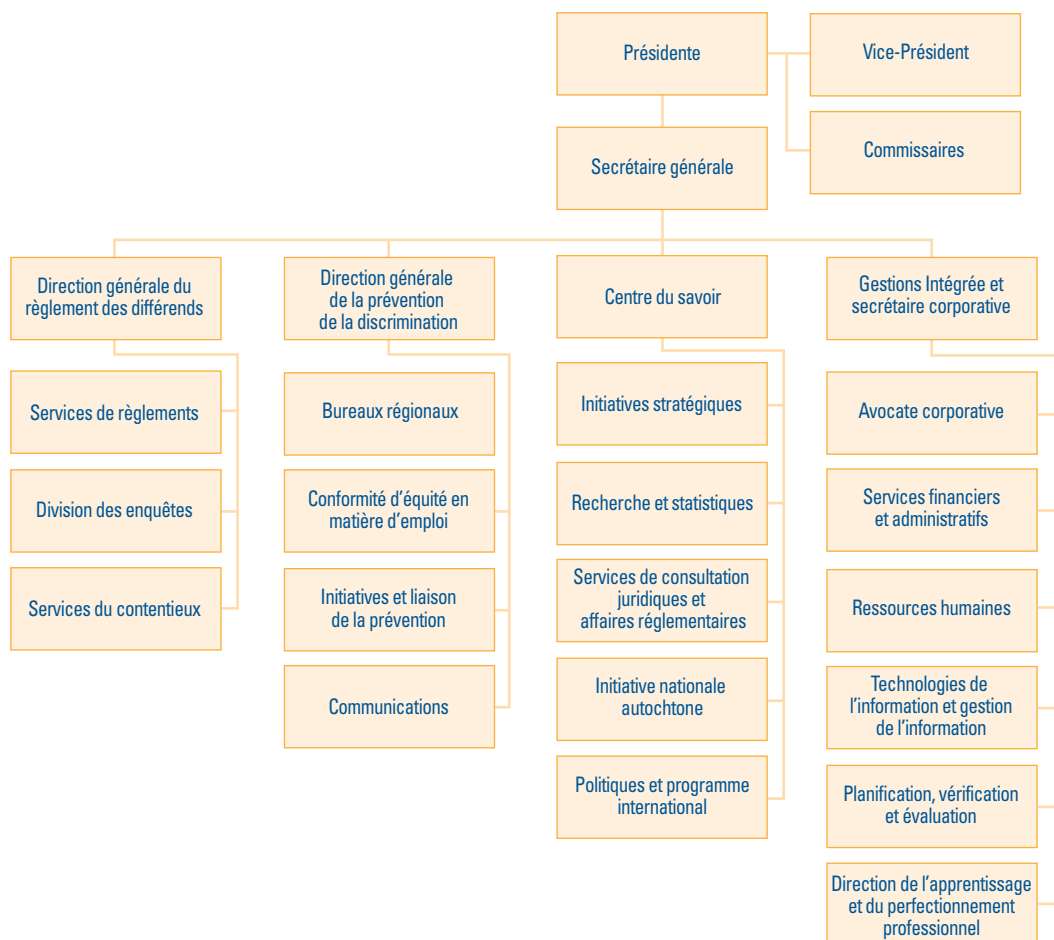 Présidente
Vice-Président
Commissaires
Secrétaire générale
Direction générale du
règlement des différends
Services de règlements
Division des enquêtes
Services du contentieux
Direction générale
de la prévention
de la discrimination
Bureaux régionaux
Conformité d'équité en
matière d'emploi
Initiatives et liaison
de la prévention
Communications
Centre du savoir
Initiatives stratégiques
Recherche et statistiques
Services de consultation
juridiques et
affaires réglementaires
Initiative nationale
autochtone
Politiques et programme
international
Gestions Intégrée et
secrétaire corporative
Avocate corporative
Services financiers
et administratifs
Ressources humaines
Technologies de
l'information et gestion
de l'information
Planification, vérification
et évaluation
Direction de l'apprentissage
et du perfectionnement
professionnel